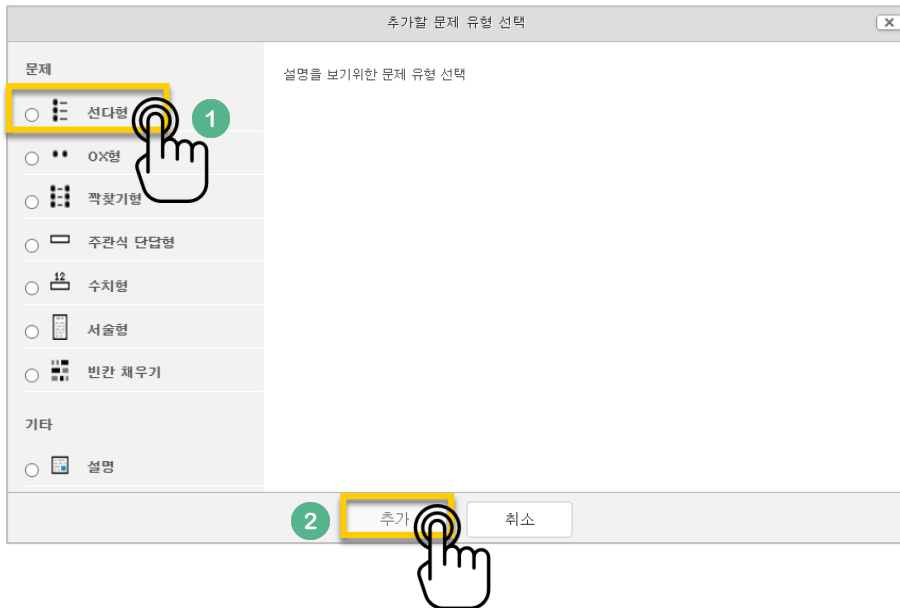 추가할 문제 유형 선택
문제
설명을 보기위한 문제 유형 선택
선다형
1
OX형
짝찾기형
주관식 단답형
12
수치형
서술형
빈칸 채우기
기타
설명
2
추가
취소